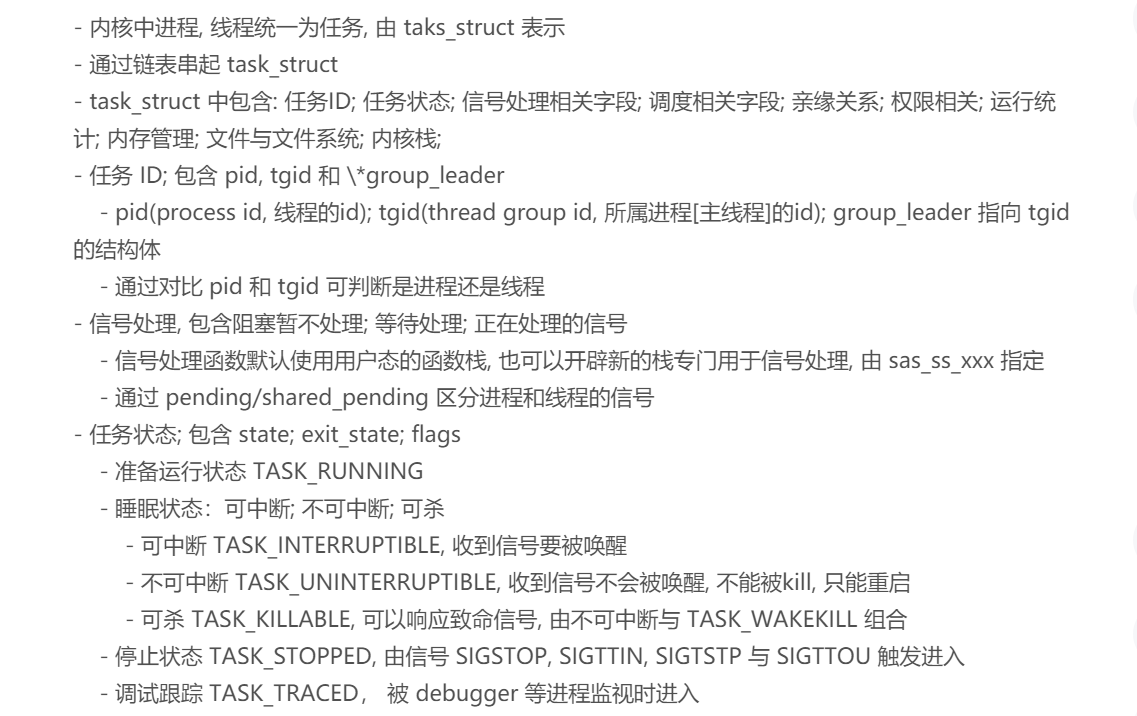 - 内核中进程, 线程统一为任务, 由 taks_struct 表示
- 通过链表串起 task_struct
- task_struct 中包含: 任务ID; 任务状态; 信号处理相关字段; 调度相关字段; 亲缘关系; 权限相关; 运行统
计; 内存管理; 文件与文件系统; 内核栈;
- 任务 ID; 包含 pid, tgid 和 \*group_leader
- pid(process id, 线程的id); tgid(thread group id, 所属进程[主线程]的id); group_leader 指向 tgid
的结构体
- 通过对比 pid 和 tgid 可判断是进程还是线程
- 信号处理, 包含阻塞暂不处理; 等待处理; 正在处理的信号
- 信号处理函数默认使用用户态的函数栈, 也可以开辟新的栈专门用于信号处理, 由 sas_ss_xxx 指定
- 通过 pending/shared_pending 区分进程和线程的信号
- 任务状态; 包含 state; exit_state; flags
- 准备运行状态 TASK_RUNNING
- 睡眠状态：可中断; 不可中断; 可杀
- 可中断 TASK_INTERRUPTIBLE, 收到信号要被唤醒
- 不可中断 TASK_UNINTERRUPTIBLE, 收到信号不会被唤醒, 不能被kill, 只能重启
- 可杀 TASK_KILLABLE, 可以响应致命信号, 由不可中断与 TASK_WAKEKILL 组合
- 停止状态 TASK_STOPPED, 由信号 SIGSTOP, SIGTTIN, SIGTSTP 与 SIGTTOU 触发进入
- 调试跟踪 TASK_TRACED， 被 debugger 等进程监视时进入